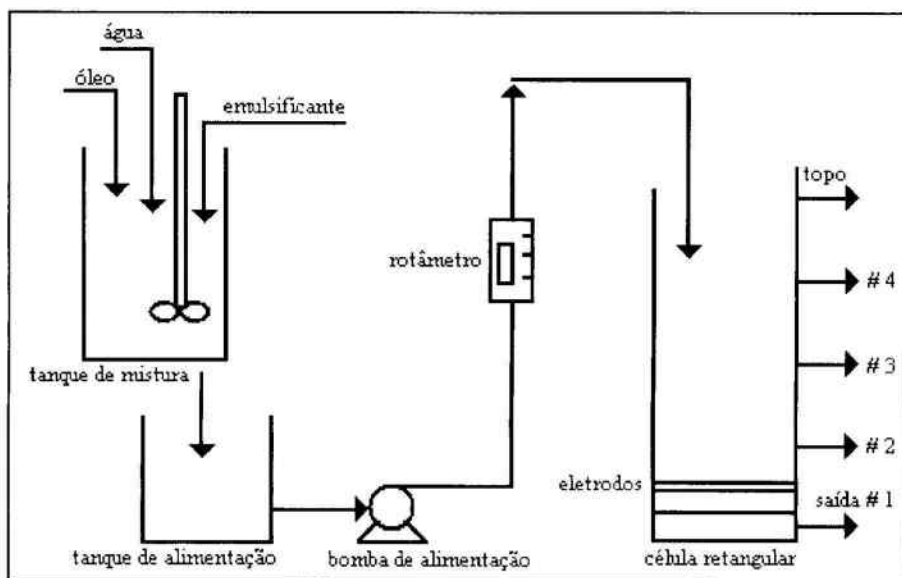 água
óleo
emulsificante
tanque de mistura
tanque de alimentação
bomba de alimentação
rotâmetro
topo
# 4
# 3
# 2
eletrodos
saída # 1
célula retangular